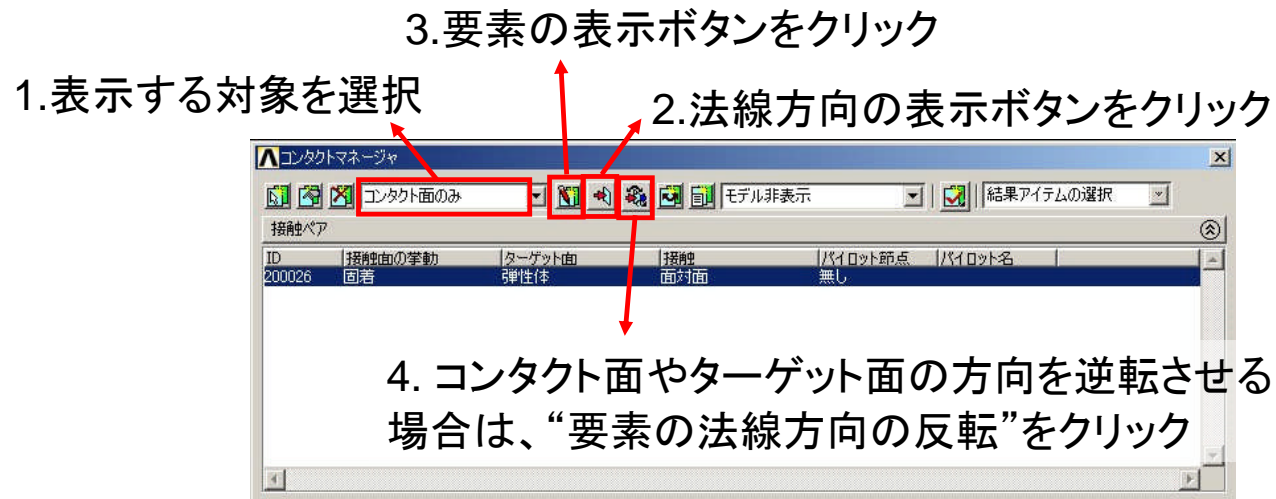 3.要素の表示ボタンをクリック
1.表示する対象を選択
2.法線方向の表示ボタンをクリック
コンタクトマネージャ
コンタクト面のみ
モデル非表示
結果アイテムの選択
接触ペア
ID 接触面の挙動 ターゲット面 接触 パイロット節点 パイロット名
200026 固着 弾性体 面対面 無し
4. コンタクト面やターゲット面の方向を逆転させる
場合は、“要素の法線方向の反転”をクリック